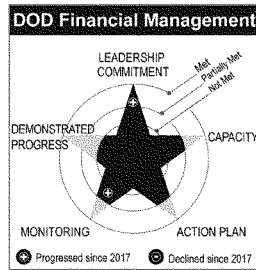 DOD Financial Management
LEADERSHIP
COMMITMENT
Met
Partially Met
Not Met
DEMONSTRATED
PROGRESS
CAPACITY
MONITORING
ACTION PLAN
Progressed since 2017
Declined since 2017